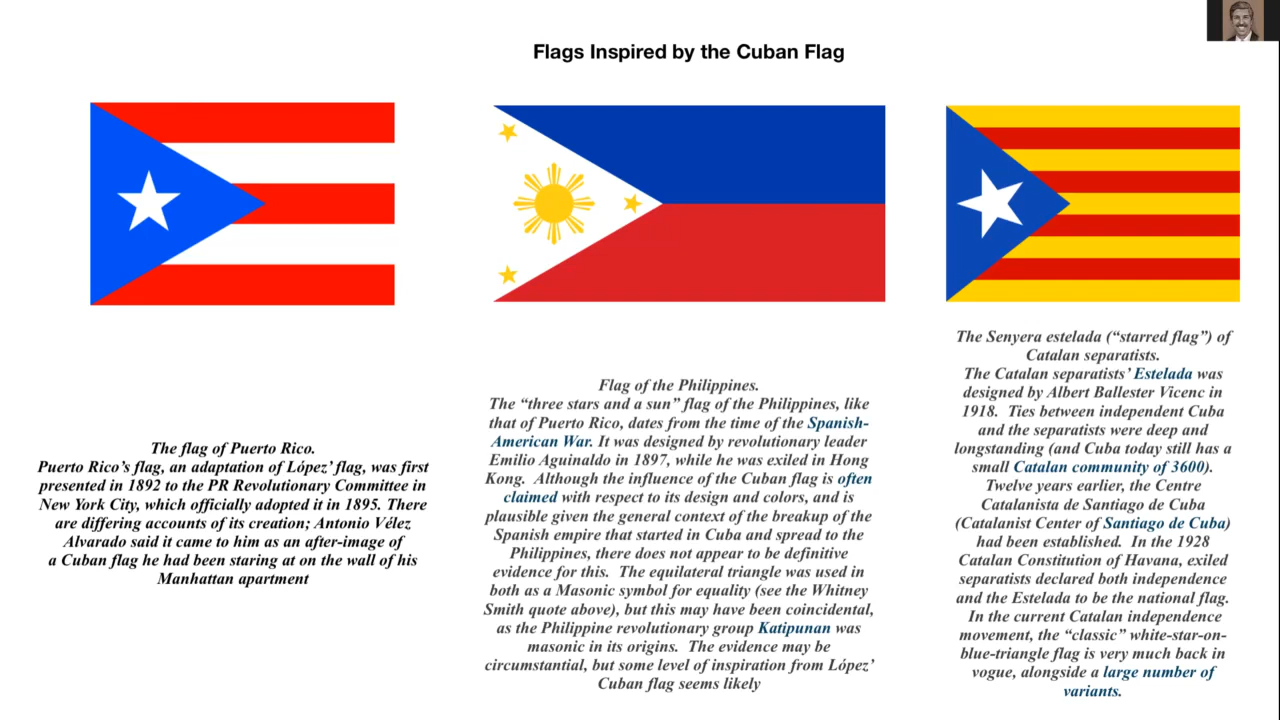 Flags Inspired by the Cuban Flag
The flag of Puerto Rico.
Puerto Rico’s flag, an adaptation of López’ flag, was first
presented in 1892 to the PR Revolutionary Committee in
New York City, which officially adopted it in 1895. There
are differing accounts of its creation; Antonio Vélez
Alvarado said it came to him as an after-image of
a Cuban flag he had been staring at on the wall of his
Manhattan apartment
Flag of the Philippines.
The “three stars and a sun” flag of the Philippines, like
that of Puerto Rico, dates from the time of the Spanish-
American War. It was designed by revolutionary leader
Emilio Aguinaldo in 1897, while he was exiled in Hong
Kong. Although the influence of the Cuban flag is often
claimed with respect to its design and colors, and is
plausible given the general context of the breakup of the
Spanish empire that started in Cuba and spread to the
Philippines, there does not appear to be definitive
evidence for this. The equilateral triangle was used in
both as a Masonic symbol for equality (see the Whitney
Smith quote above), but this may have been coincidental,
as the Philippine revolutionary group Katipunan was
masonic in its origins. The evidence may be
circumstantial, but some level of inspiration from López’
Cuban flag seems likely
The Senyera estelada (“starred flag”) of
Catalan separatists.
The Catalan separatists’ Estelada was
designed by Albert Ballester Vicenc in
1918. Ties between independent Cuba
and the separatists were deep and
longstanding (and Cuba today still has a
small Catalan community of 3600).
Twelve years earlier, the Centre
Catalanista de Santiago de Cuba
(Catalanist Center of Santiago de Cuba)
had been established. In the 1928
Catalan Constitution of Havana, exiled
separatists declared both independence
and the Estelada to be the national flag.
In the current Catalan independence
movement, the “classic” white-star-on-
blue-triangle flag is very much back in
vogue, alongside a large number of
variants.